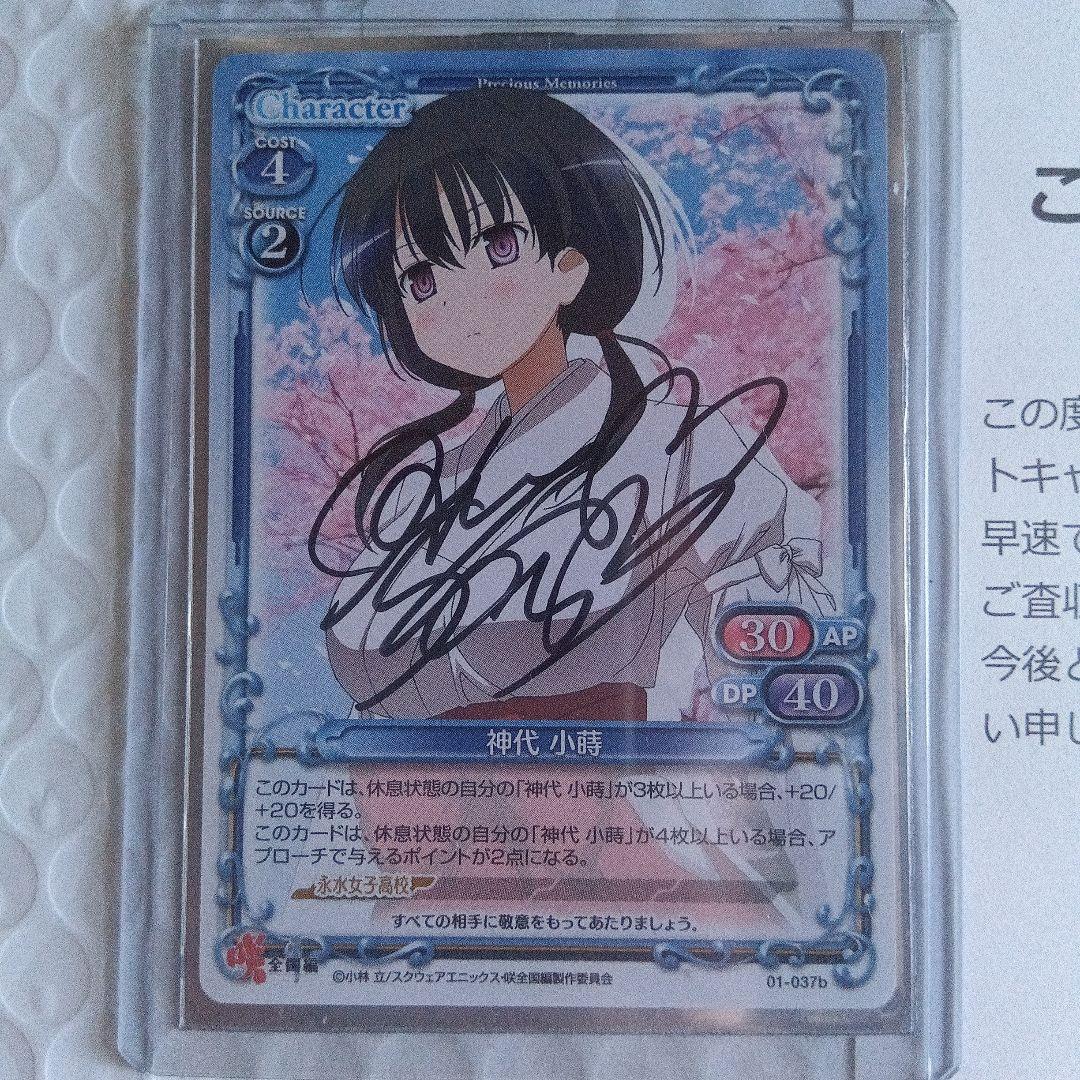 Precious Memories
Character
COST
4
SOURCE
2
30 AP
DP 40
神代 小蒔
このカードは、休息状態の自分の「神代 小蒔」が3枚以上いる場合、+20/
+20を得る。
このカードは、休息状態の自分の「神代 小蒔」が4枚以上いる場合、ア
プローチで与えるポイントが2点になる。
永水女子高校
すべての相手に敬意をもってあたりましょう。
咲 全国編
©小林 立/スクウェアエニックス・咲全国編製作委員会
01-037b
こ
この度
トキャ
早速で
ご査収
今後と
い申し